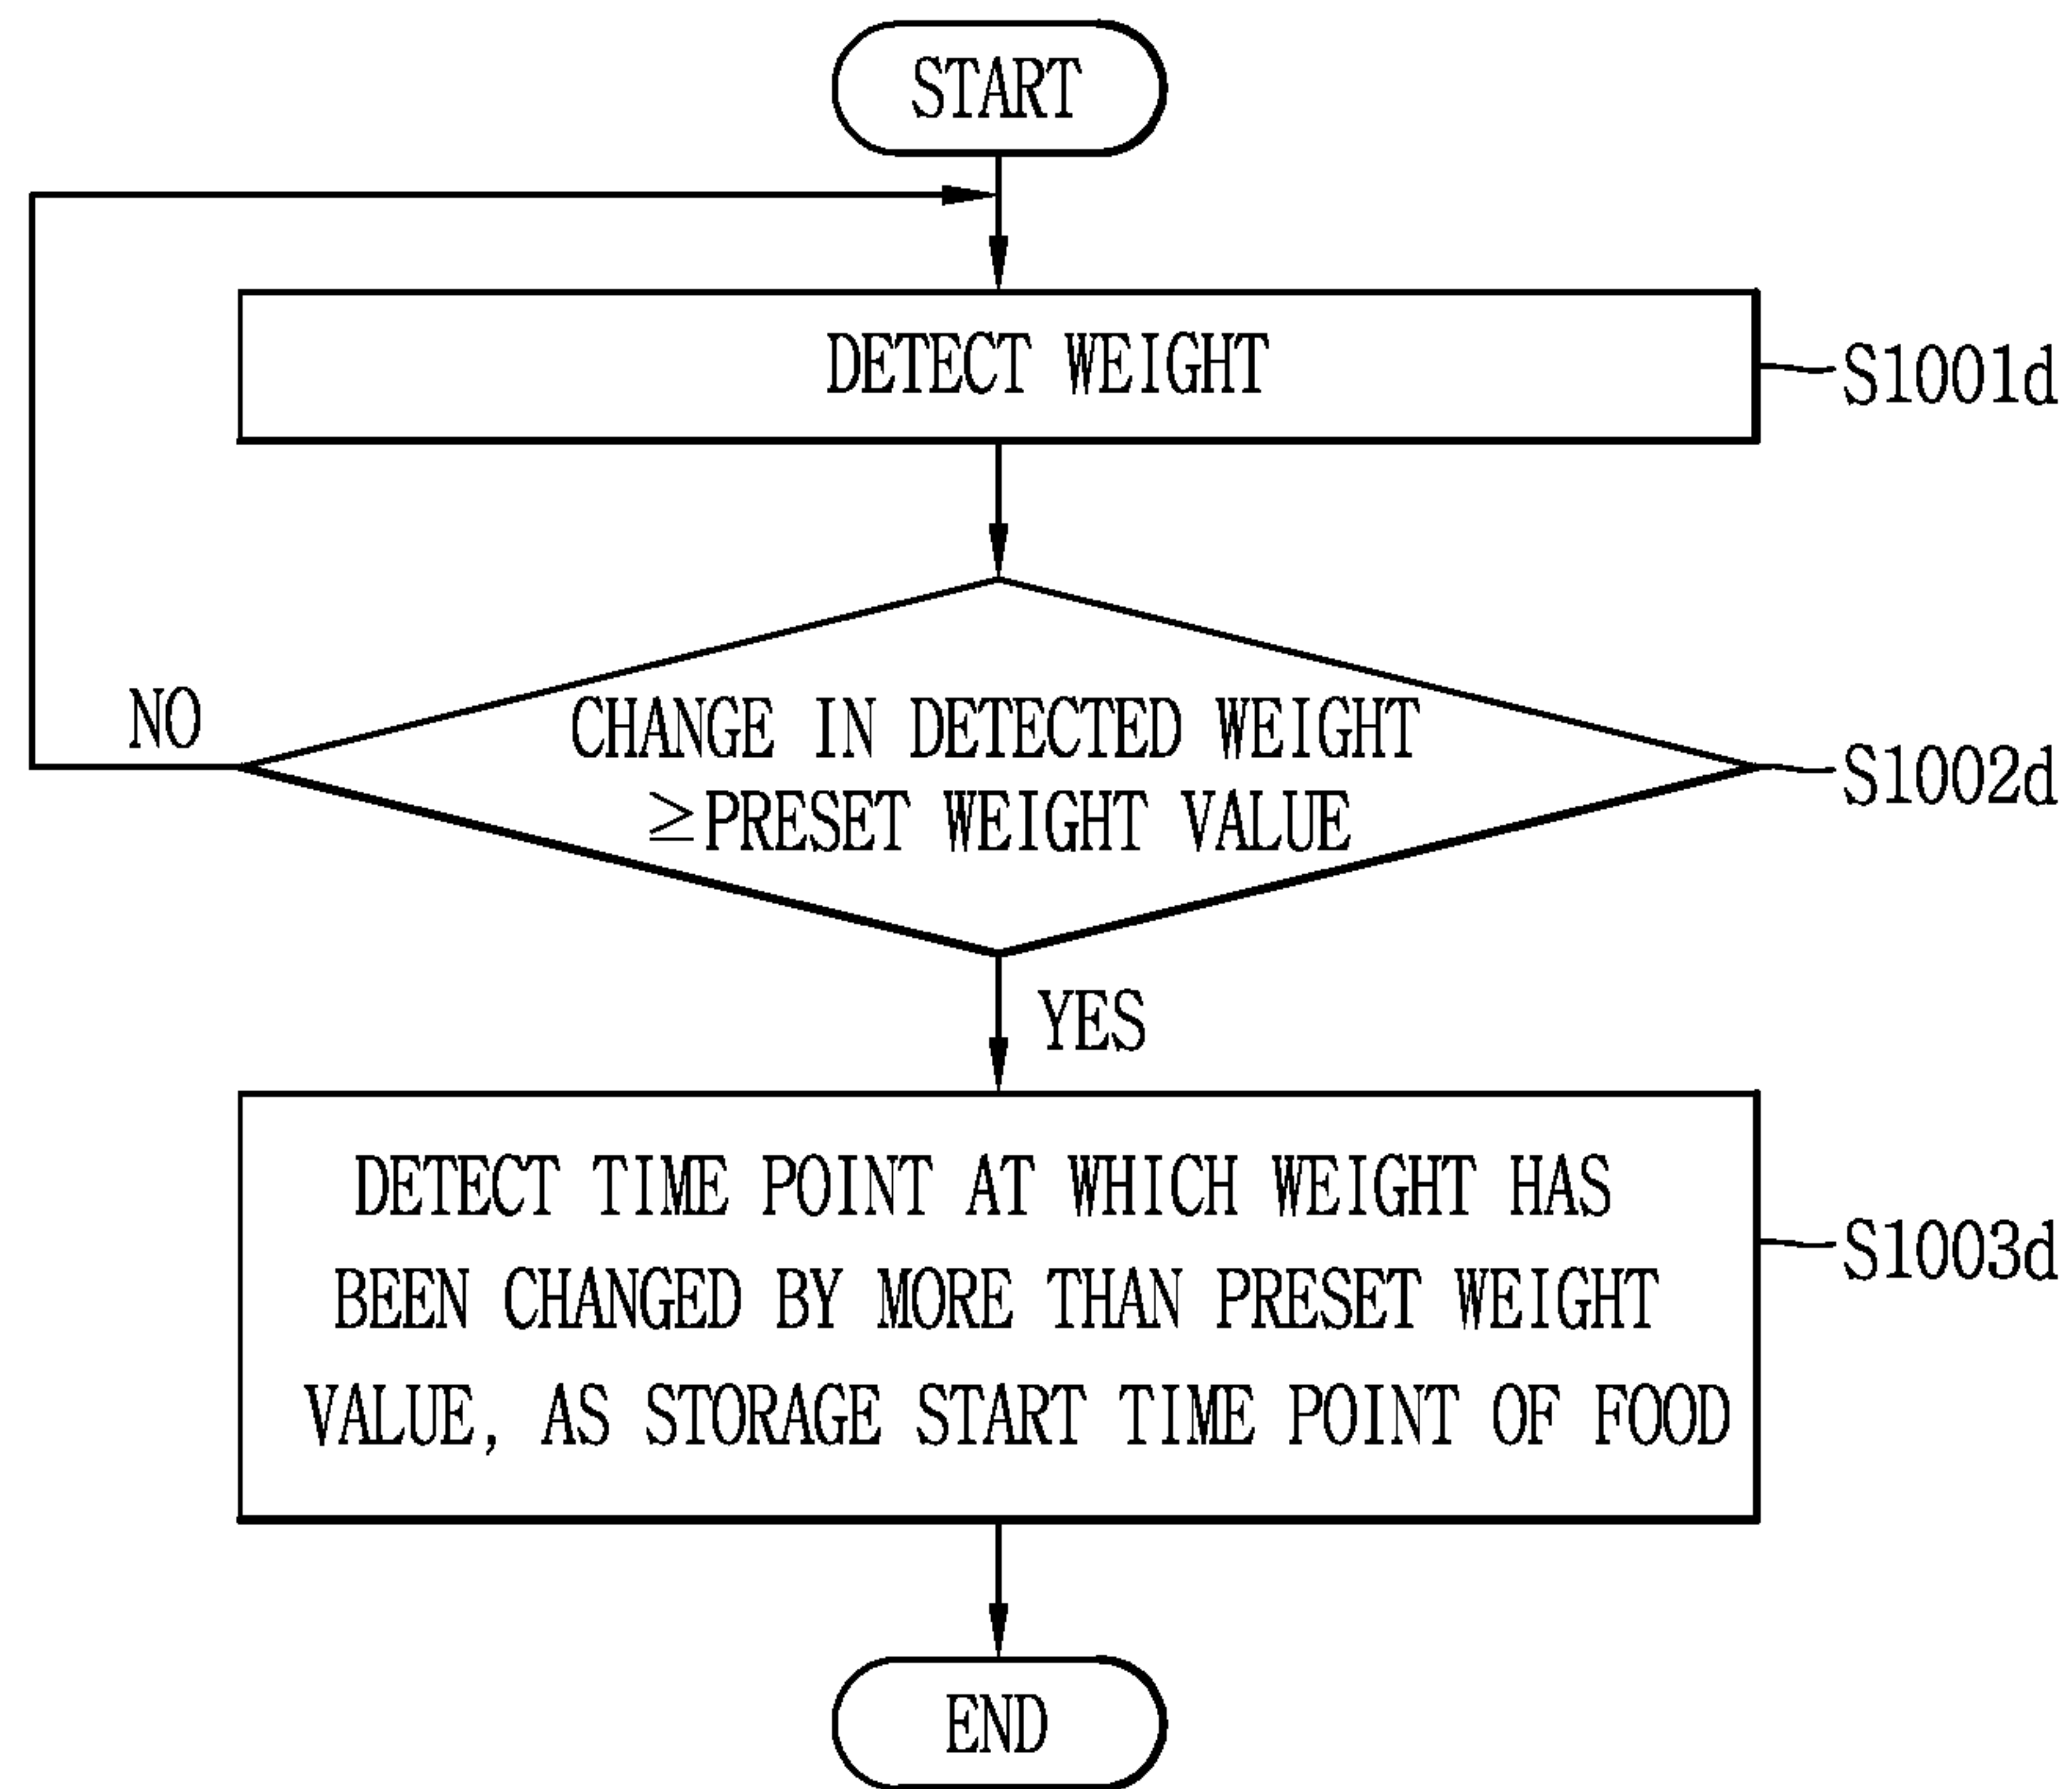 START
DETECT WEIGHT
S1001d
NO
CHANGE IN DETECTED WEIGHT
≥PRESET WEIGHT VALUE
S1002d
YES
DETECT TIME POINT AT WHICH WEIGHT HAS
BEEN CHANGED BY MORE THAN PRESET WEIGHT
VALUE, AS STORAGE START TIME POINT OF FOOD
S1003d
END